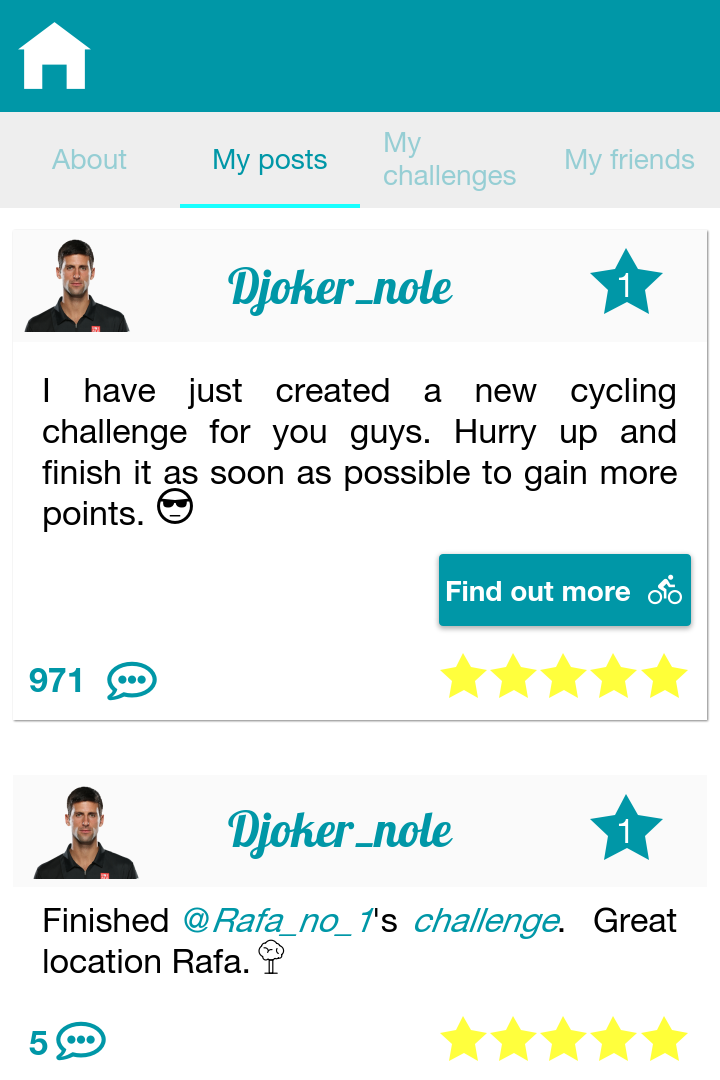 About
My posts
My
challenges
My friends
Djoker_nole
1
I have just created a new cycling
challenge for you guys. Hurry up and
finish it as soon as possible to gain more
points.
Find out more
971
Djoker_nole
1
Finished @Rafa_no_1's challenge. Great
location Rafa.
5